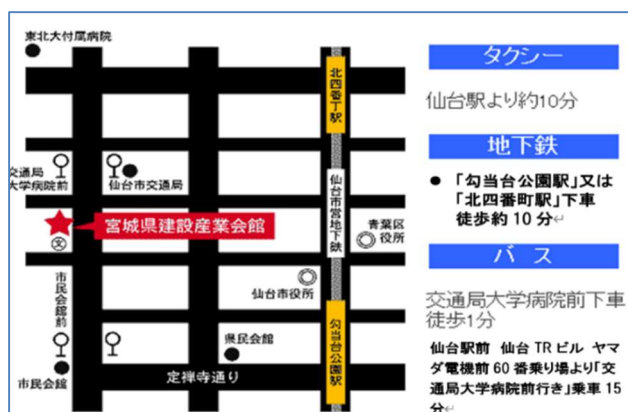 東北大付属病院
北四番丁駅
交通局
大学病院前
仙台市交通局
仙台市営地下鉄
宮城県建設産業会館
文
青葉区
役所
市民会館前
仙台市役所
県民会館
勾当台公園駅
市民会館
定禅寺通り
タクシー
仙台駅より約10分
地下鉄
● 「勾当台公園駅」又は
「北四番町駅」下車
徒歩約 10 分↵
バス
交通局大学病院前下車
徒歩1分
仙台駅前 仙台 TR ビル ヤマ
ダ電機前 60 番乗り場より「交
通局大学病院前行き」乗車 15
分↵